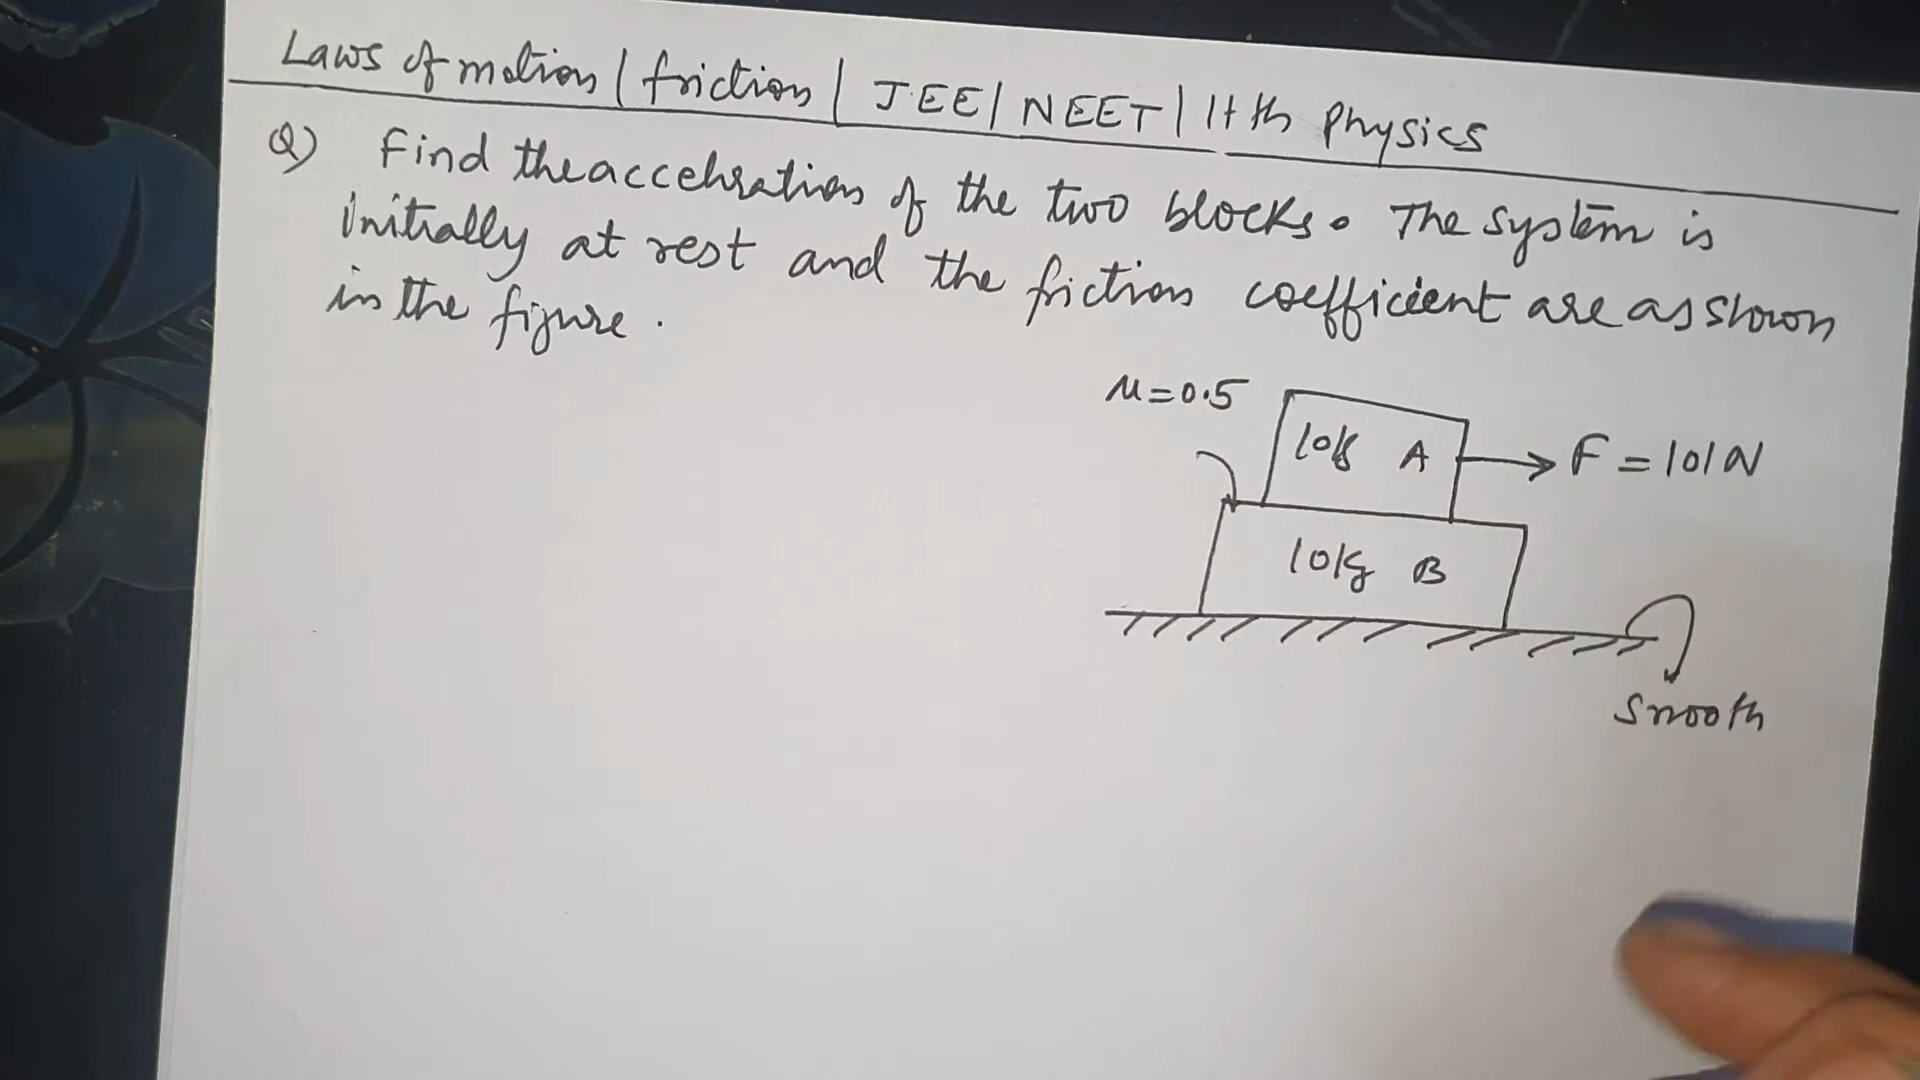 Laws of motion | friction | JEE | NEET | 11th Physics
Q) Find the acceleration of the two blocks. The system is
initially at rest and the friction coefficient are as shown
in the figure.
M=0.5
10kg A
F = 101N
10kg B
Smooth